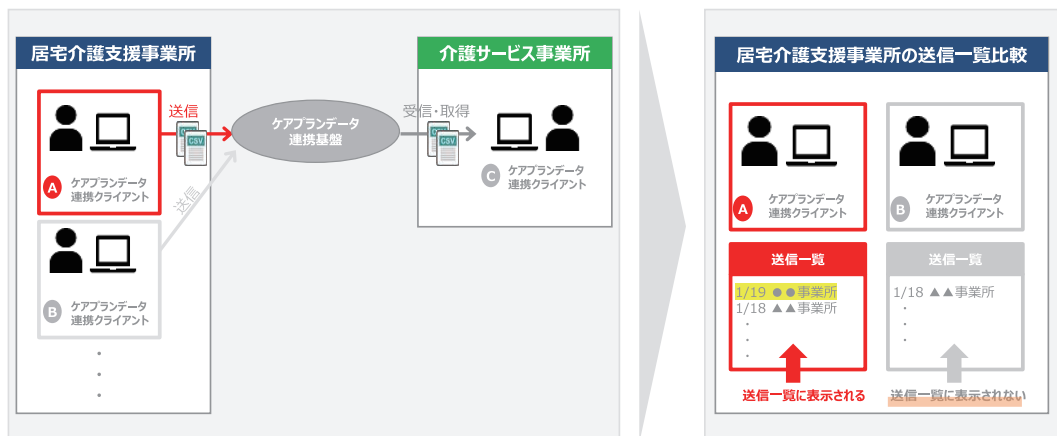 居宅介護支援事業所
介護サービス事業所
送信
CSV
ケアプランデータ
連携基盤
受信・取得
CSV
A
ケアプランデータ
連携クライアント
送信
C
ケアプランデータ
連携クライアント
B
ケアプランデータ
連携クライアント
居宅介護支援事業所の送信一覧比較
A
ケアプランデータ
連携クライアント
B
ケアプランデータ
連携クライアント
送信一覧
1/19 ●●事業所
1/18 ▲▲事業所
送信一覧に表示される
送信一覧
1/18 ▲▲事業所
送信一覧に表示されない